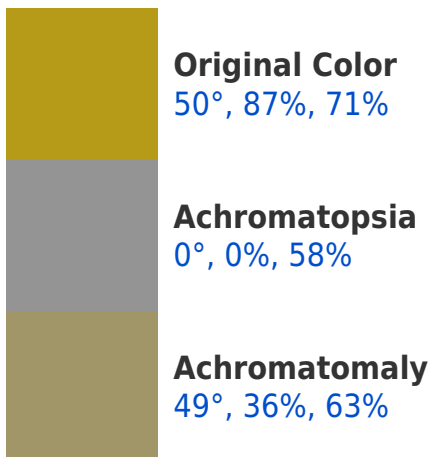 Original Color
50°, 87%, 71%
Achromatopsia
0°, 0%, 58%
Achromatomaly
49°, 36%, 63%